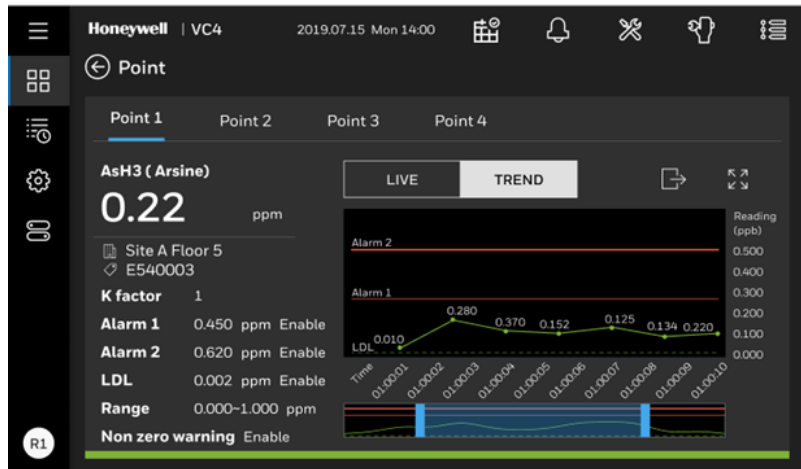 Honeywell | VC4 2019.07.15 Mon 14:00
Point
Point 1 Point 2 Point 3 Point 4
AsH3 ( Arsine)
0.22 ppm
Site A Floor 5
E540003
K factor 1
Alarm 1 0.450 ppm Enable
Alarm 2 0.620 ppm Enable
LDL 0.002 ppm Enable
Range 0.000~1.000 ppm
Non zero warning Enable
LIVE TREND
Reading
(ppb)
Alarm 2
0.500
0.400
Alarm 1
0.300
0.200
0.100
0.000
LDL
0.010 0.280 0.370 0.152 0.125 0.134 0.220
Time 01:00:01 01:00:02 01:00:03 01:00:04 01:00:05 01:00:06 01:00:07 01:00:08 01:00:09 01:00:10
R1